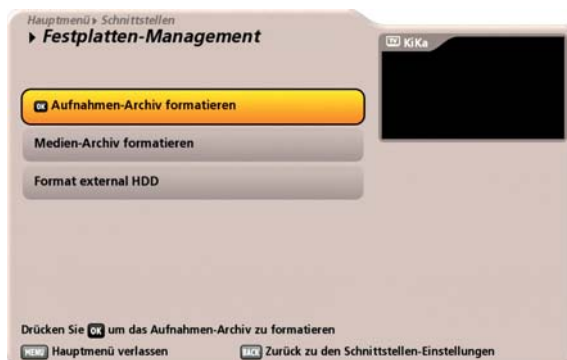 Hauptmenü Schnittstellen
Festplatten-Management
TV KiKa
OK Aufnahmen-Archiv formatieren
Medien-Archiv formatieren
Format external HDD
Drücken Sie OK um das Aufnahmen-Archiv zu formatieren
MENU Hauptmenü verlassen
BACK Zurück zu den Schnittstellen-Einstellungen